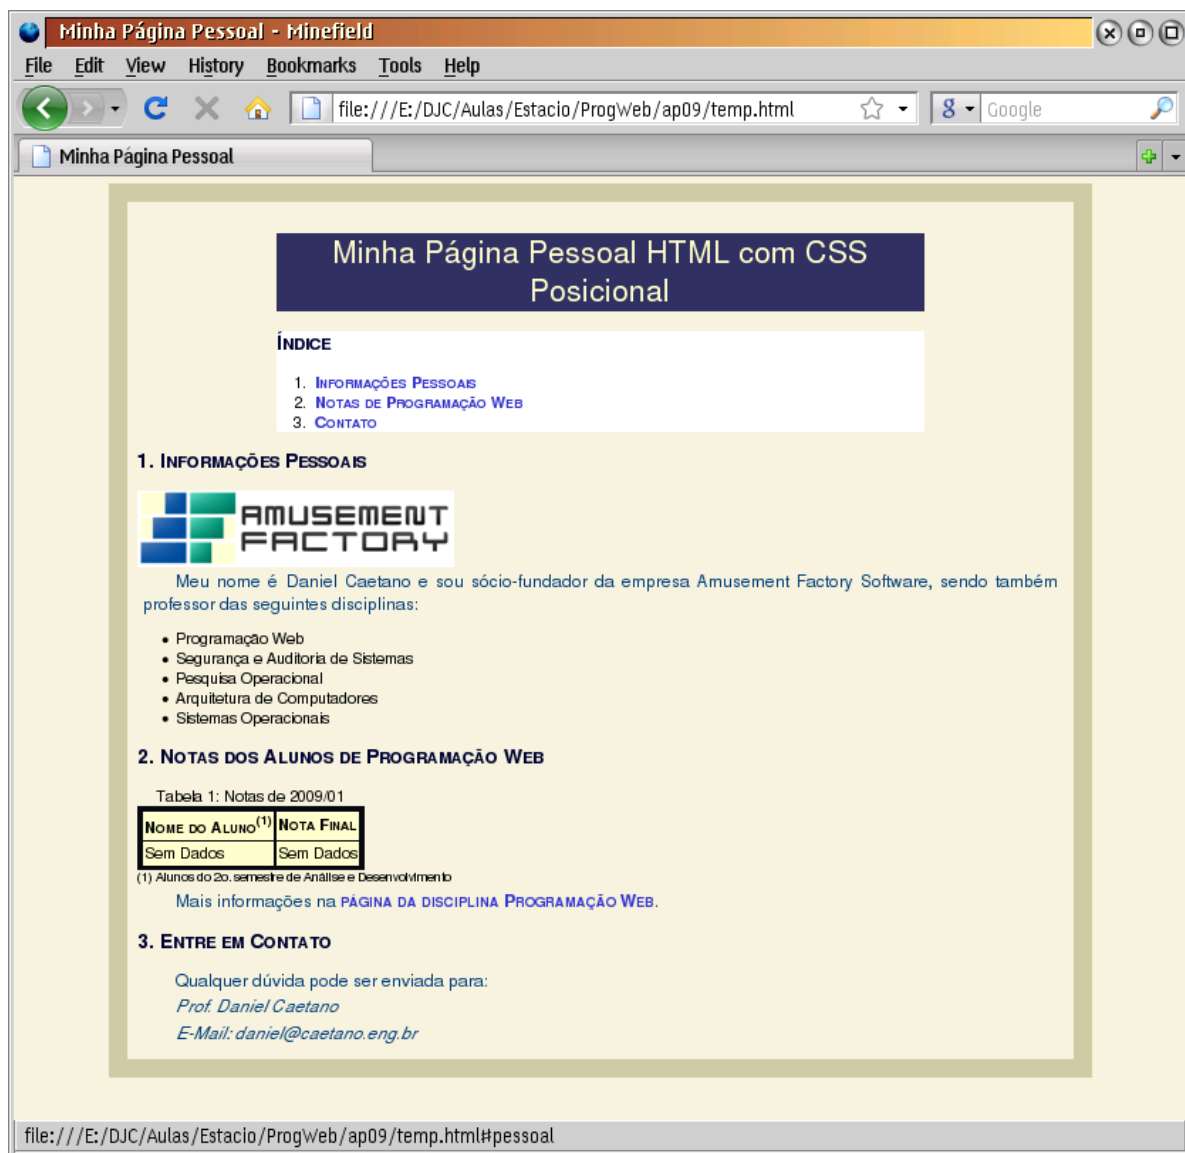 Minha Página Pessoal - Minefield
File Edit View History Bookmarks Tools Help
file:///E:/DJC/Aulas/Estacio/ProgWeb/ap09/temp.html
8 Google
Minha Página Pessoal
Minha Página Pessoal HTML com CSS
Posicional
ÍNDICE
1. INFORMAÇÕES PESSOAIS
2. NOTAS DE PROGRAMAÇÃO WEB
3. CONTATO
1. INFORMAÇÕES PESSOAIS
AMUSEMENT
FACTORY
Meu nome é Daniel Caetano e sou sócio-fundador da empresa Amusement Factory Software, sendo também
professor das seguintes disciplinas:
• Programação Web
• Segurança e Auditoria de Sistemas
• Pesquisa Operacional
• Arquitetura de Computadores
• Sistemas Operacionais
2. NOTAS DOS ALUNOS DE PROGRAMAÇÃO WEB
Tabela 1: Notas de 2009/01
NOME DO ALUNO(1) NOTA FINAL
Sem Dados Sem Dados
(1) Alunos do 2o. semestre de Análise e Desenvolvimento
Mais informações na PÁGINA DA DISCIPLINA PROGRAMAÇÃO WEB.
3. ENTRE EM CONTATO
Qualquer dúvida pode ser enviada para:
Prof. Daniel Caetano
E-Mail: daniel@caetano.eng.br
file:///E:/DJC/Aulas/Estacio/ProgWeb/ap09/temp.html#pessoal